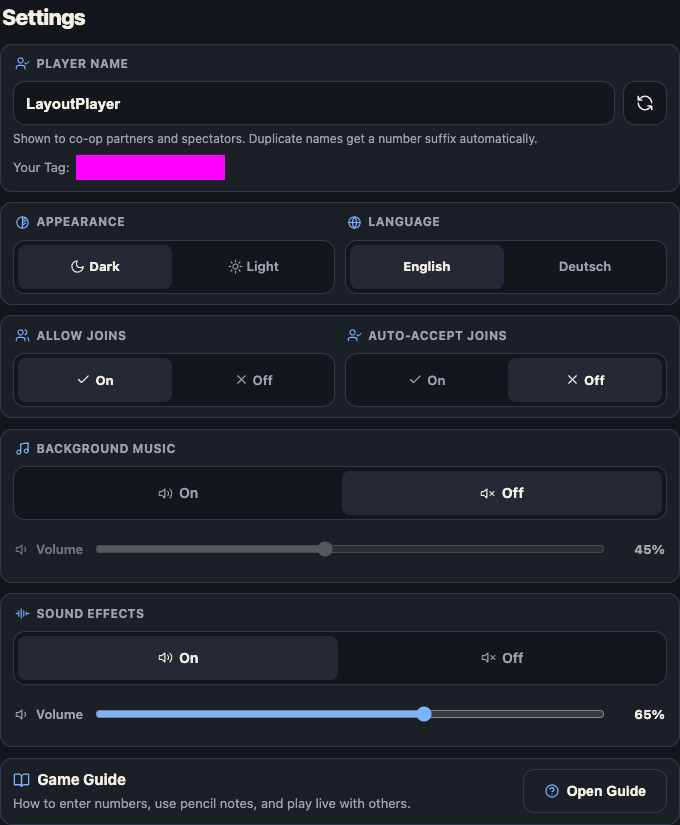 Settings
PLAYER NAME
LayoutPlayer
Shown to co-op partners and spectators. Duplicate names get a number suffix automatically.
Your Tag:
APPEARANCE
Dark Light
LANGUAGE
English Deutsch
ALLOW JOINS
On Off
AUTO-ACCEPT JOINS
On Off
BACKGROUND MUSIC
On Off
Volume 45%
SOUND EFFECTS
On Off
Volume 65%
Game Guide
How to enter numbers, use pencil notes, and play live with others.
Open Guide